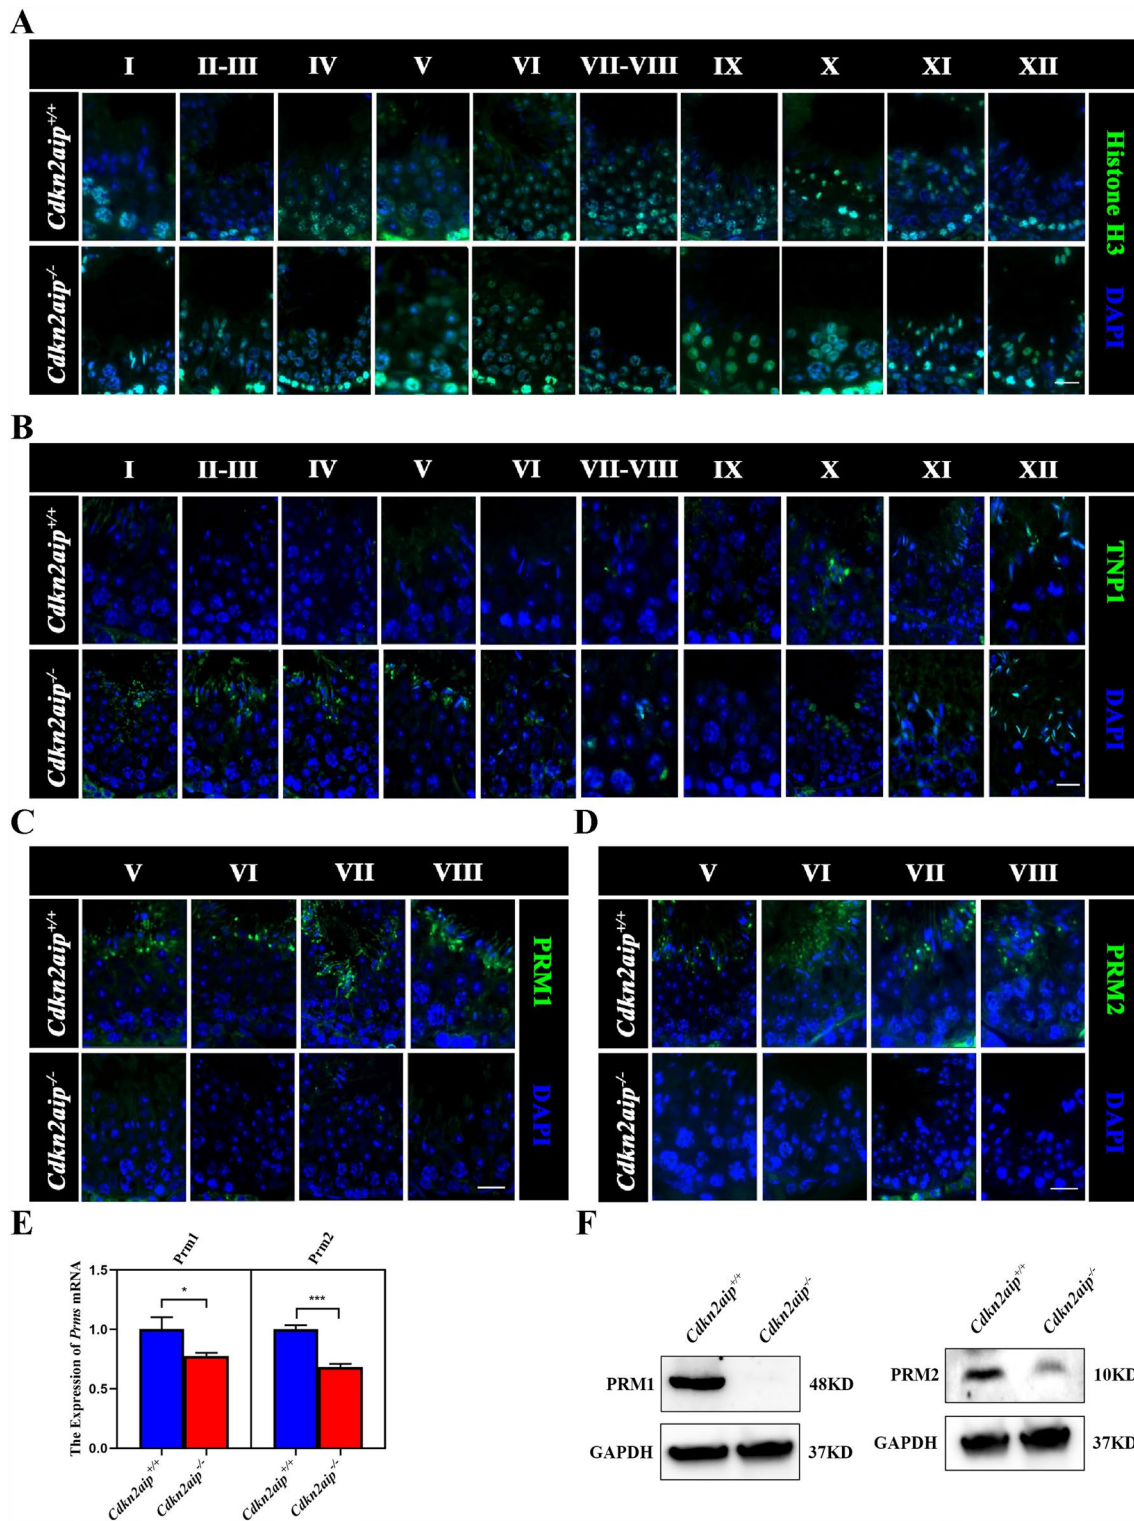 A
I II-III IV V VI VII-VIII IX X XI XII
Cdkn2aip+/+
Cdkn2aip-/-
Histone H3 DAPI
B
I II-III IV V VI VII-VIII IX X XI XII
Cdkn2aip+/+
Cdkn2aip-/-
TNP1 DAPI
C
V VI VII VIII
Cdkn2aip+/+
Cdkn2aip-/-
PRM1 DAPI
D
V VI VII VIII
Cdkn2aip+/+
Cdkn2aip-/-
PRM2 DAPI
E
Prm1 Prm2
The Expression of Prms mRNA
1.5
1.0
0.5
0.0
* ***
Cdkn2aip+/+ Cdkn2aip-/- Cdkn2aip+/+ Cdkn2aip-/-
F
Cdkn2aip+/+ Cdkn2aip-/-
PRM1 48KD
GAPDH 37KD
Cdkn2aip+/+ Cdkn2aip-/-
PRM2 10KD
GAPDH 37KD